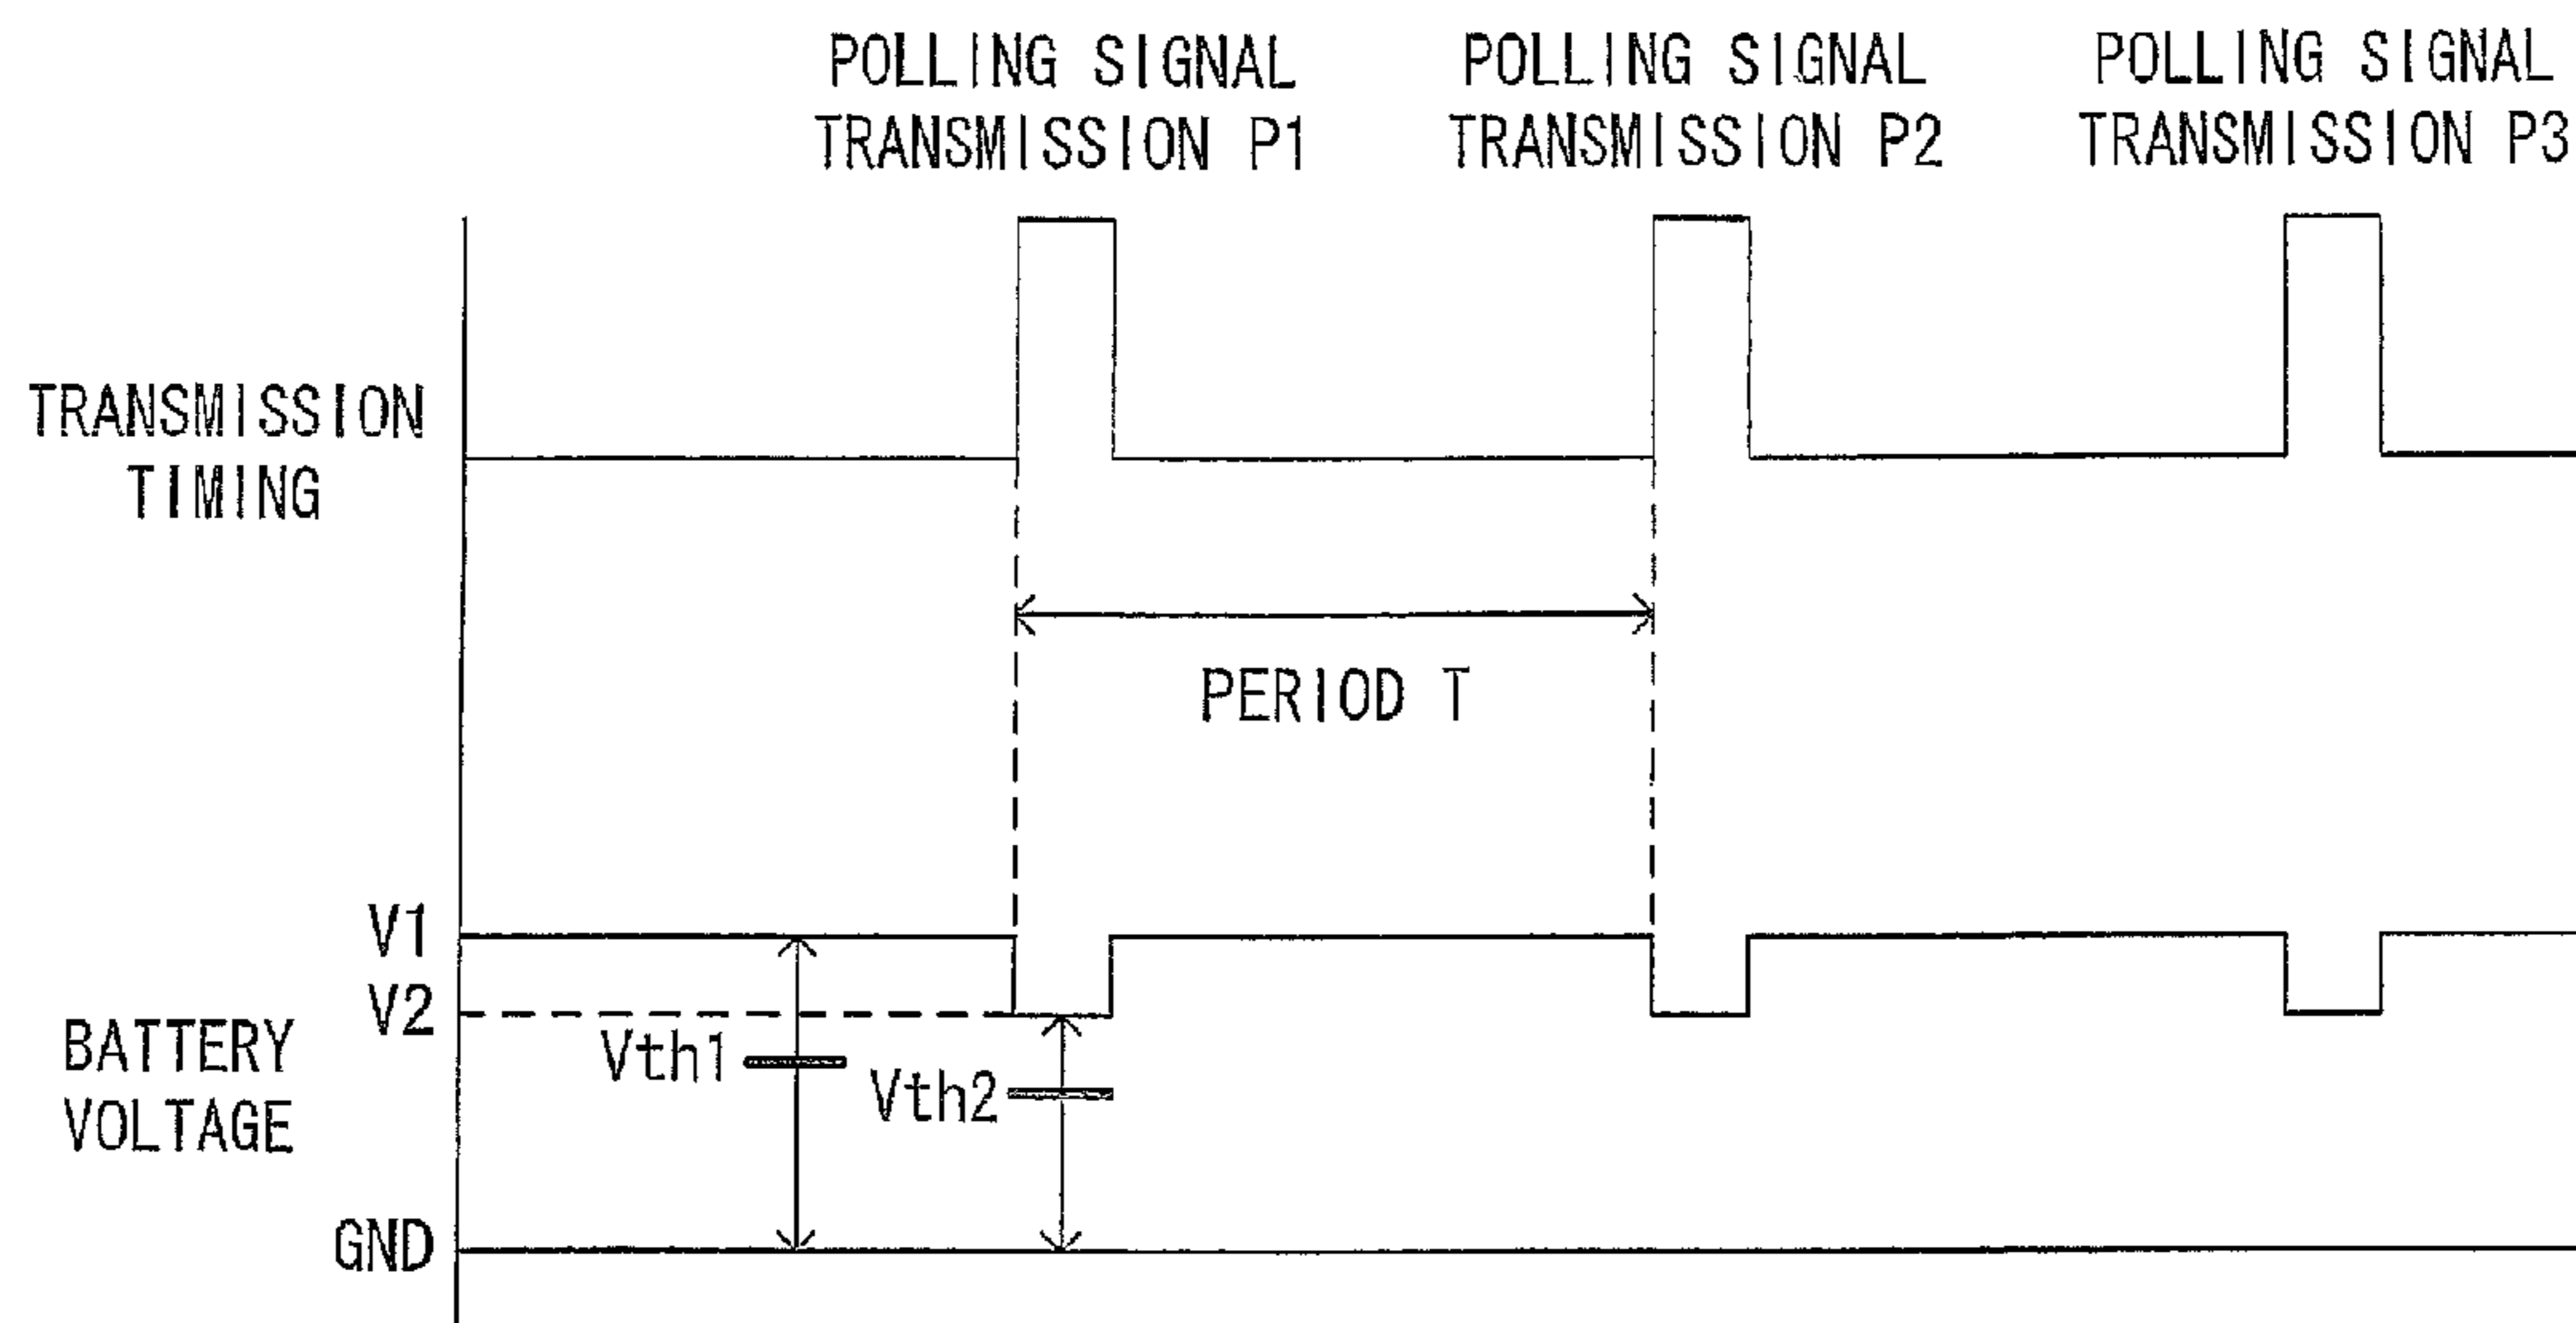 POLLING SIGNAL
TRANSMISSION P1
POLLING SIGNAL
TRANSMISSION P2
POLLING SIGNAL
TRANSMISSION P3
TRANSMISSION
TIMING
PERIOD T
V1
V2
Vth1
Vth2
BATTERY
VOLTAGE
GND